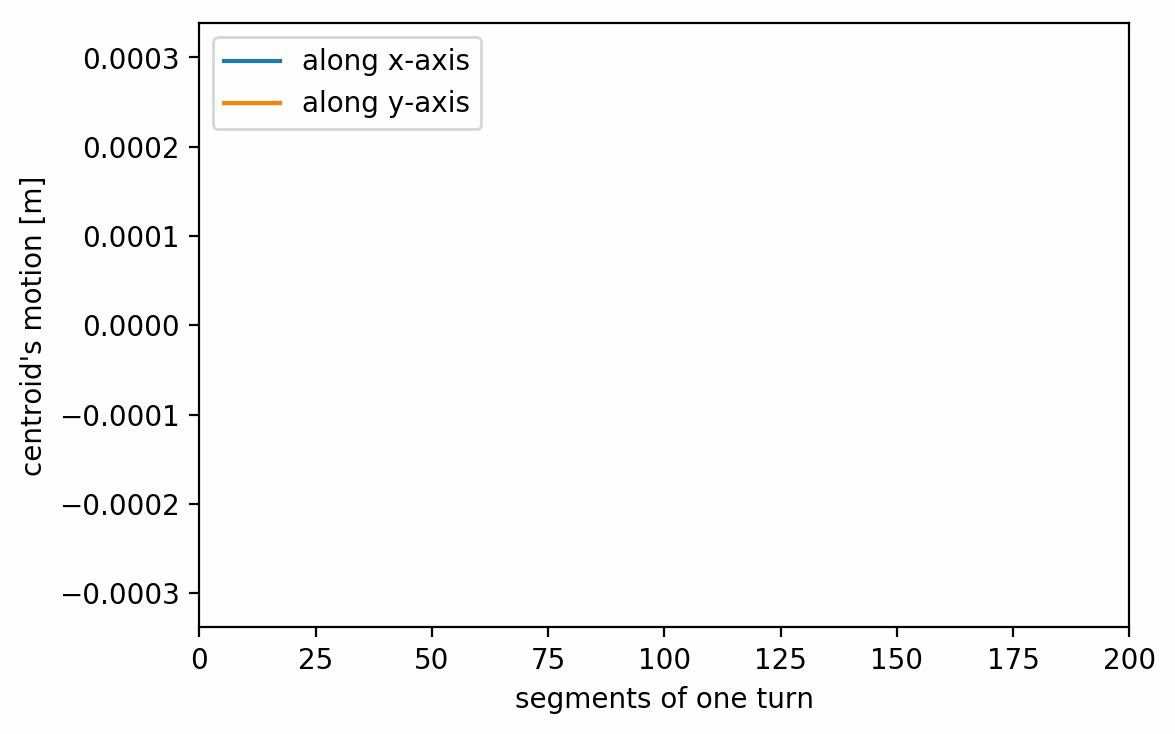 along x-axis
along y-axis
centroid's motion [m]
0.0003
0.0002
0.0001
0.0000
−0.0001
−0.0002
−0.0003
0 25 50 75 100 125 150 175 200
segments of one turn